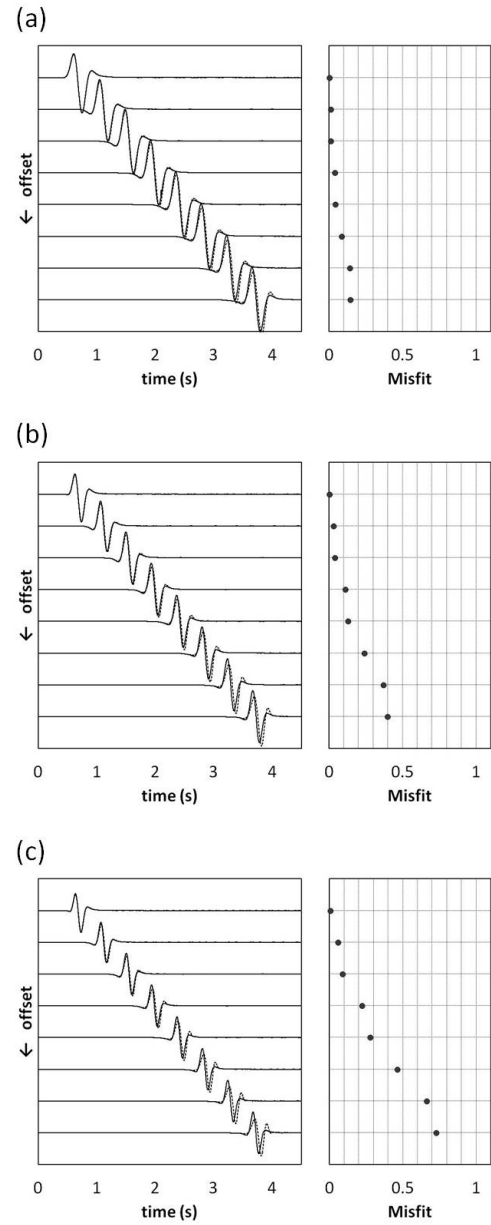 (a)
← offset
0 1 2 3 4
time (s)
0 0.5 1
Misfit
(b)
← offset
0 1 2 3 4
time (s)
0 0.5 1
Misfit
(c)
← offset
0 1 2 3 4
time (s)
0 0.5 1
Misfit